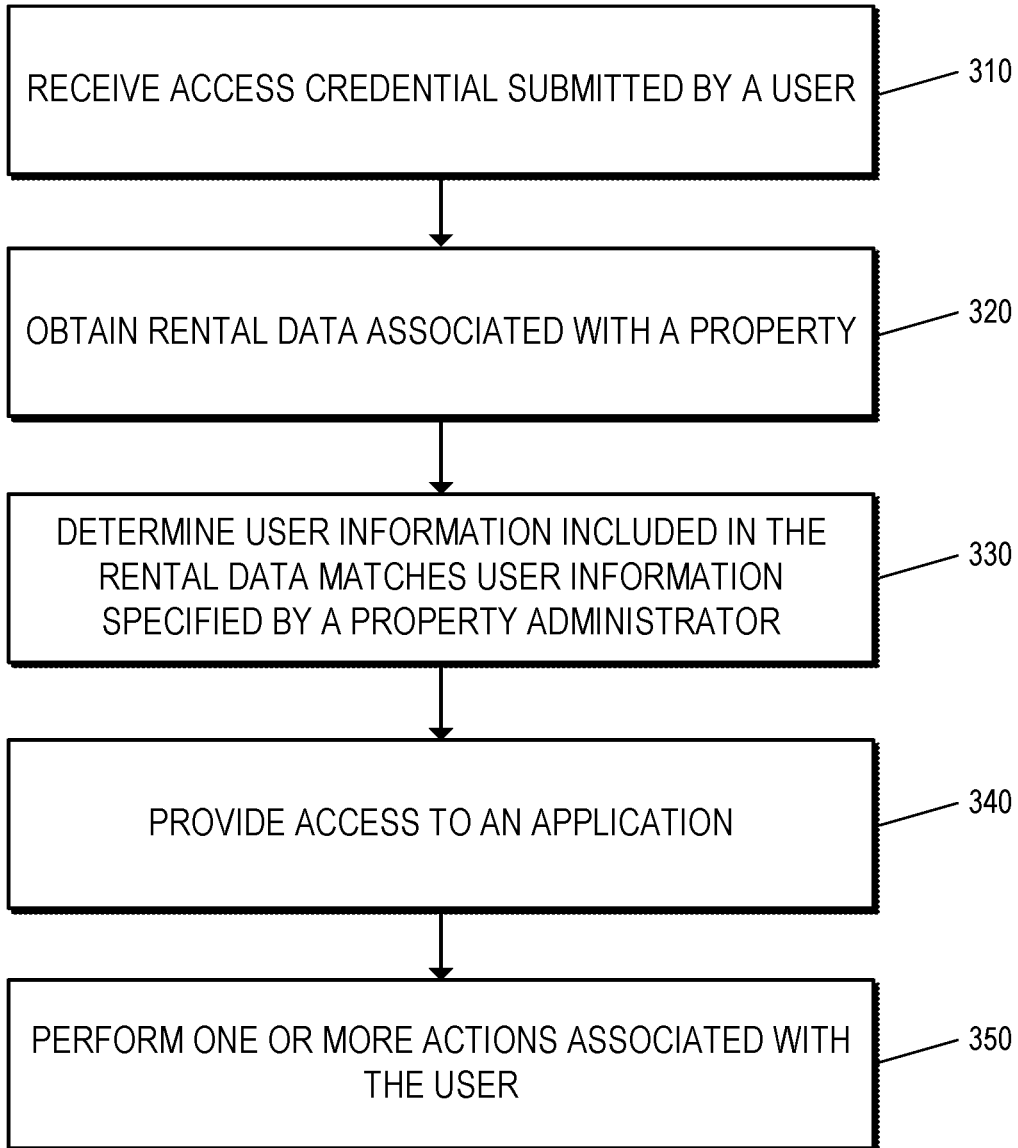 RECEIVE ACCESS CREDENTIAL SUBMITTED BY A USER
310
OBTAIN RENTAL DATA ASSOCIATED WITH A PROPERTY
320
DETERMINE USER INFORMATION INCLUDED IN THE
RENTAL DATA MATCHES USER INFORMATION
SPECIFIED BY A PROPERTY ADMINISTRATOR
330
PROVIDE ACCESS TO AN APPLICATION
340
PERFORM ONE OR MORE ACTIONS ASSOCIATED WITH
THE USER
350